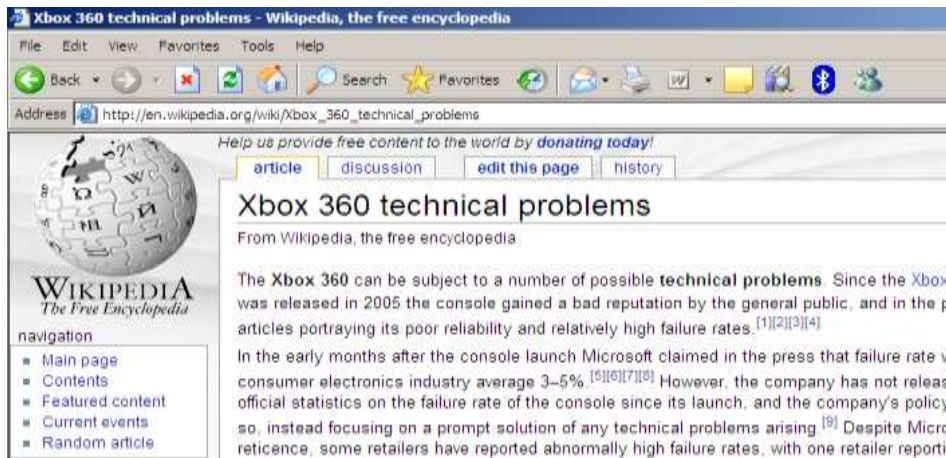 Xbox 360 technical problems - Wikipedia, the free encyclopedia
File Edit View Favorites Tools Help
Back Search Favorites
Address http://en.wikipedia.org/wiki/Xbox_360_technical_problems
Help us provide free content to the world by donating today!
article discussion edit this page history
Xbox 360 technical problems
From Wikipedia, the free encyclopedia
The Xbox 360 can be subject to a number of possible technical problems. Since the Xbox
was released in 2005 the console gained a bad reputation by the general public, and in the p
articles portraying its poor reliability and relatively high failure rates.[1][2][3][4]
In the early months after the console launch Microsoft claimed in the press that failure rate w
consumer electronics industry average 3–5%.[5][6][7][8] However, the company has not releas
official statistics on the failure rate of the console since its launch, and the company's policy
so, instead focusing on a prompt solution of any technical problems arising.[9] Despite Micro
reticence, some retailers have reported abnormally high failure rates, with one retailer reporti
WIKIPEDIA
The Free Encyclopedia
navigation
Main page
Contents
Featured content
Current events
Random article